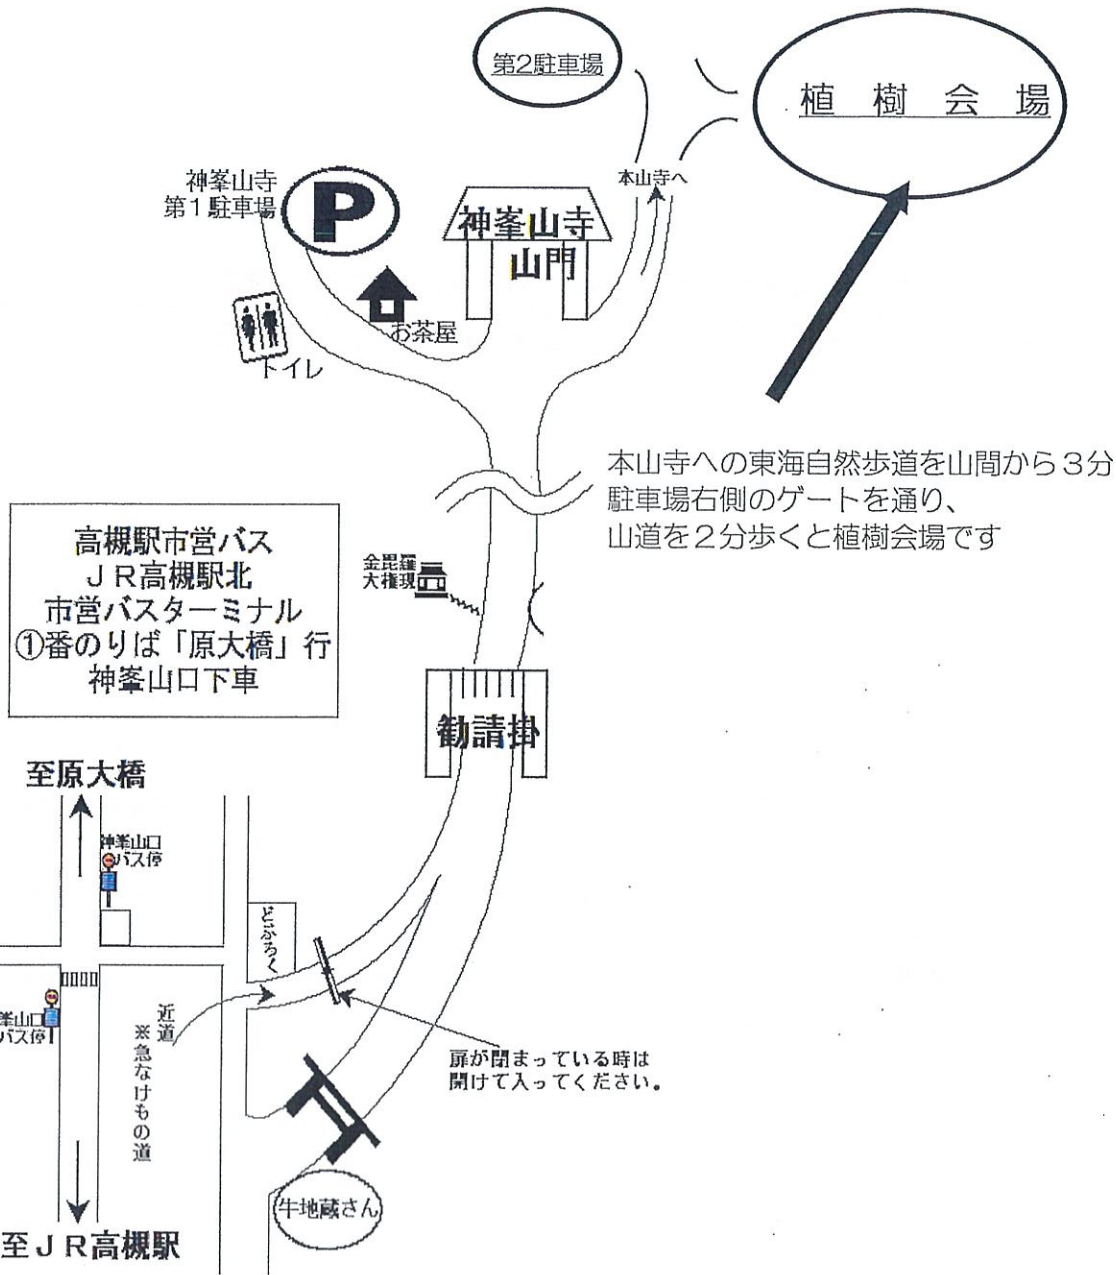 第2駐車場
植樹会場
神峯山寺
第1駐車場
P
本山寺へ
神峯山寺
山門
お茶屋
トイレ
本山寺への東海自然歩道を山間から3分
駐車場右側のゲートを通り、
山道を2分歩くと植樹会場です
高槻駅市営バス
JR高槻駅北
市営バスターミナル
①番のりば「原大橋」行
神峯山口下車
金毘羅
大権現
勧請掛
至原大橋
神峯山口
バス停
どぶろく
峯山口
バス停
近道
※急なけもの道
扉が閉まっている時は
開けて入ってください。
牛地蔵さん
至JR高槻駅